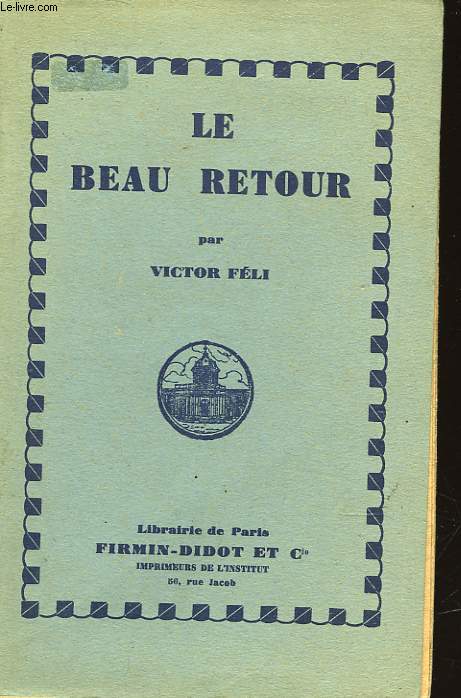 Le-livre.com
LE
BEAU RETOUR
par
VICTOR FÉLI
Librairie de Paris
FIRMIN-DIDOT ET Cie
IMPRIMEURS DE L'INSTITUT
56, rue Jacob